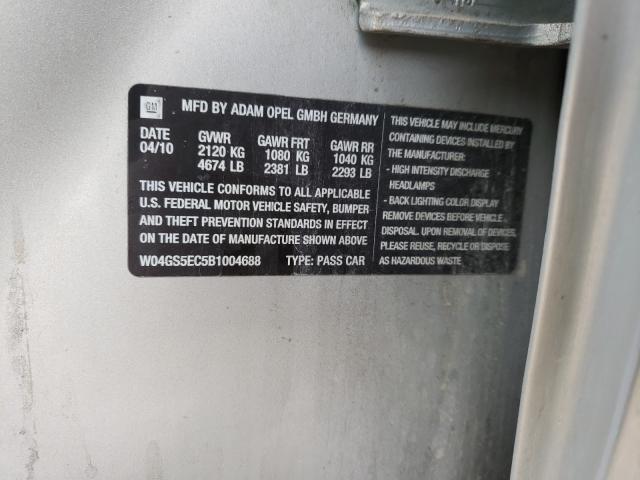 GM
MFD BY ADAM OPEL GMBH GERMANY
DATE GVWR GAWR FRT GAWR RR
04/10 2120 KG 1080 KG 1040 KG
4674 LB 2381 LB 2293 LB
THIS VEHICLE CONFORMS TO ALL APPLICABLE
U.S. FEDERAL MOTOR VEHICLE SAFETY, BUMPER
AND THEFT PREVENTION STANDARDS IN EFFECT
ON THE DATE OF MANUFACTURE SHOWN ABOVE
W04GS5EC5B1004688 TYPE: PASS CAR
THIS VEHICLE MAY INCLUDE MERCURY
CONTAINING DEVICES INSTALLED BY
THE MANUFACTURER:
- HIGH INTENSITY DISCHARGE
HEADLAMPS
- BACK LIGHTING COLOR DISPLAY
REMOVE DEVICES BEFORE VEHICLE
DISPOSAL. UPON REMOVAL OF DEVICES,
PLEASE REUSE, RECYCLE OR DISPOSE
AS HAZARDOUS WASTE.